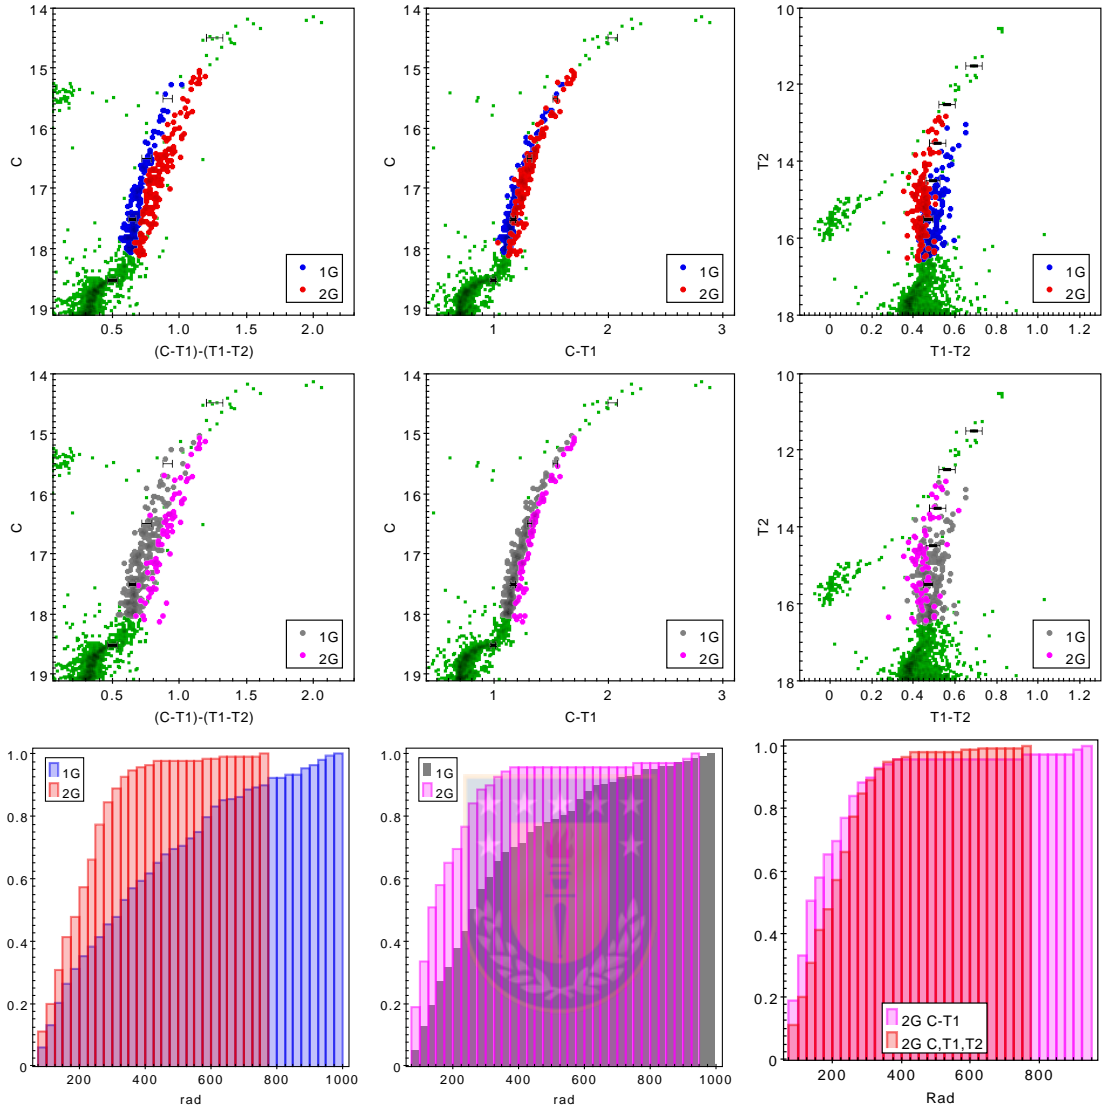 14
15
16
17
18
19
C
0.5
1.0
1.5
2.0
(C-T1)-(T1-T2)
1G
2G
14
15
16
17
18
19
C
1
2
3
C-T1
1G
2G
10
12
14
16
18
T2
0
0.2
0.4
0.6
0.8
1.0
1.2
T1-T2
1G
2G
14
15
16
17
18
19
C
0.5
1.0
1.5
2.0
(C-T1)-(T1-T2)
1G
2G
14
15
16
17
18
19
C
1
2
3
C-T1
1G
2G
10
12
14
16
18
T2
0
0.2
0.4
0.6
0.8
1.0
1.2
T1-T2
1G
2G
1.0
0.8
0.6
0.4
0.2
0
200
400
600
800
1000
rad
1G
2G
1.0
0.8
0.6
0.4
0.2
0
200
400
600
800
1000
rad
1G
2G
1.0
0.8
0.6
0.4
0.2
0
200
400
600
800
Rad
2G C-T1
2G C,T1,T2